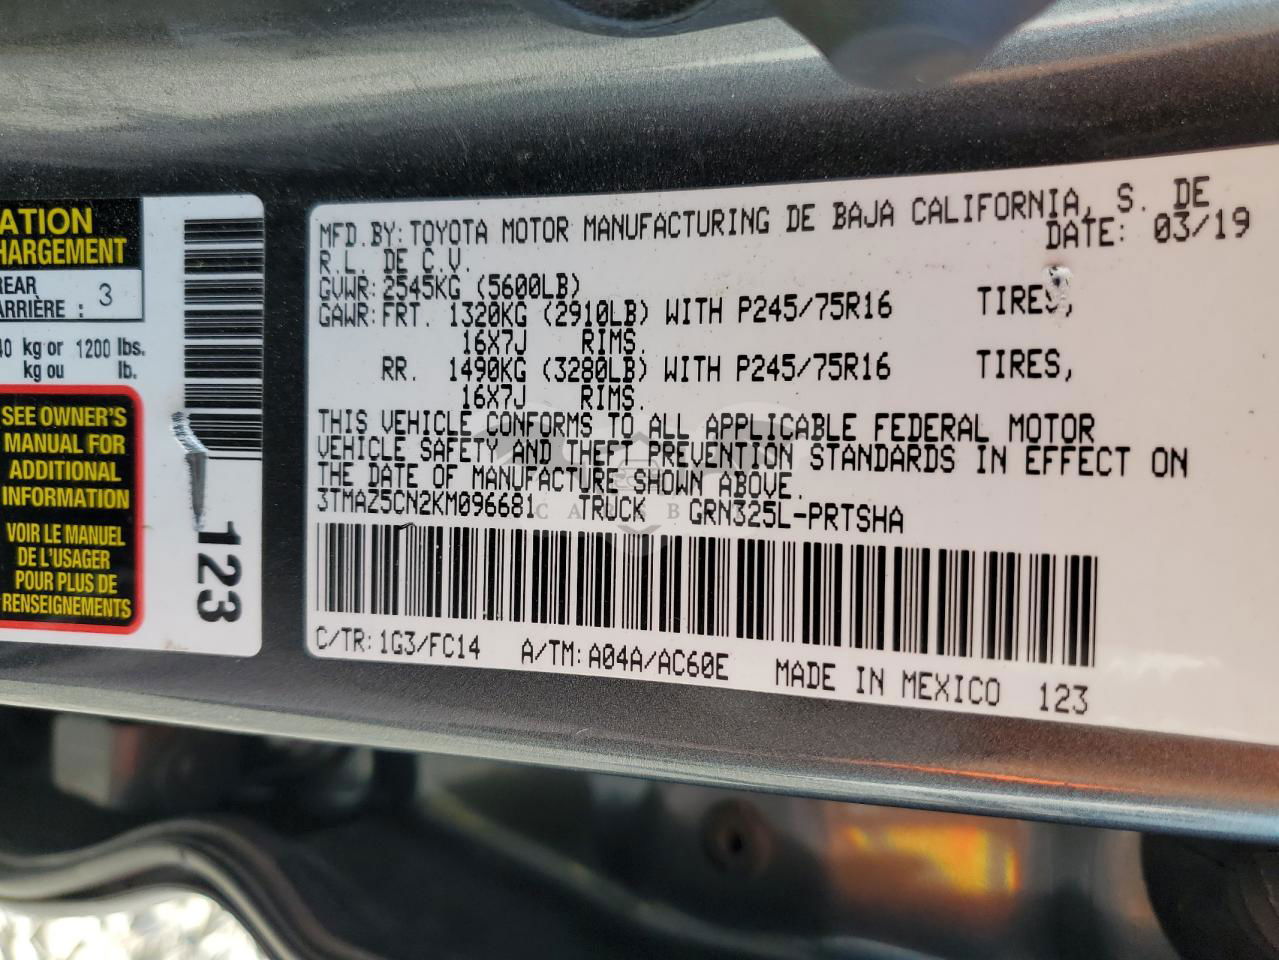 ATION
HARGEMENT
REAR
ARRIÈRE : 3
40 kg or 1200 lbs.
kg ou lb.
SEE OWNER'S
MANUAL FOR
ADDITIONAL
INFORMATION
VOIR LE MANUEL
DE L'USAGER
POUR PLUS DE
RENSEIGNEMENTS
123
MFD.BY:TOYOTA MOTOR MANUFACTURING DE BAJA CALIFORNIA, S. DE
R.L. DE C.V. DATE: 03/19
GVWR:2545KG (5600LB)
GAWR:FRT. 1320KG (2910LB) WITH P245/75R16 TIRES,
16X7J RIMS.
RR. 1490KG (3280LB) WITH P245/75R16 TIRES,
16X7J RIMS.
THIS VEHICLE CONFORMS TO ALL APPLICABLE FEDERAL MOTOR
VEHICLE SAFETY AND THEFT PREVENTION STANDARDS IN EFFECT ON
THE DATE OF MANUFACTURE SHOWN ABOVE.
3TMAZ5CN2KM096681 TRUCK GRN325L-PRTSHA
C/TR:1G3/FC14 A/TM:A04A/AC60E MADE IN MEXICO 123